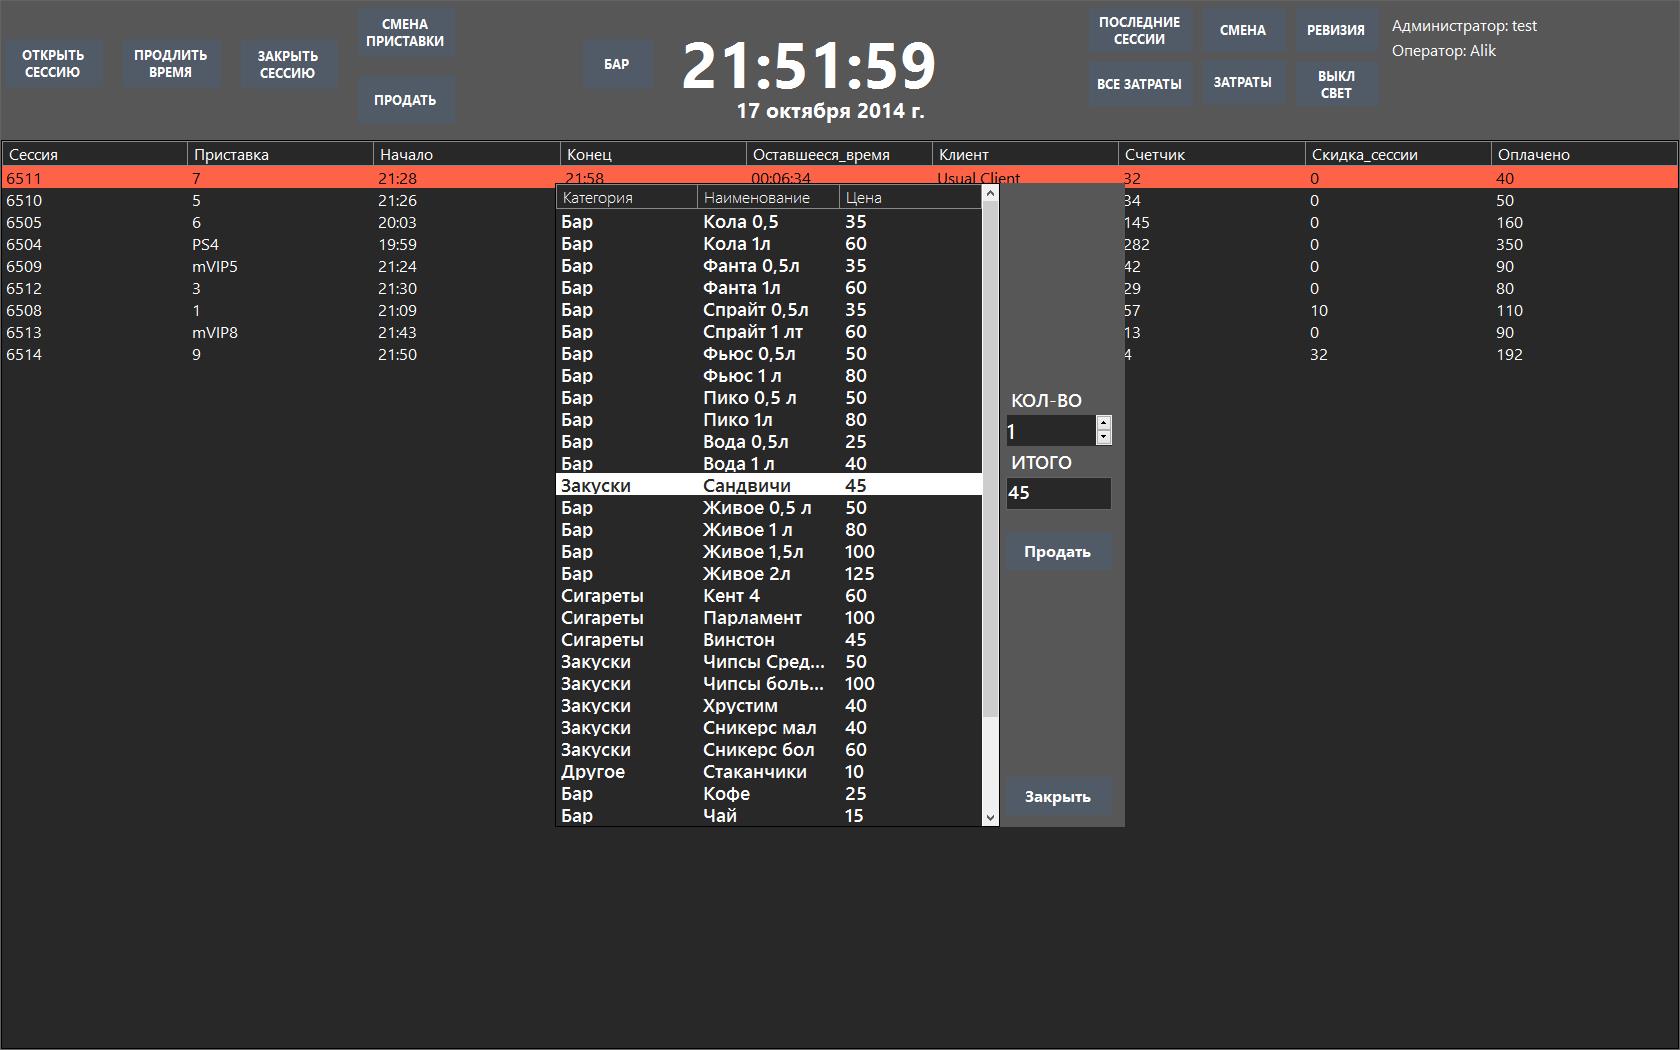 ОТКРЫТЬ
СЕССИЮ
ПРОДЛИТЬ
ВРЕМЯ
ЗАКРЫТЬ
СЕССИЮ
СМЕНА
ПРИСТАВКИ
ПРОДАТЬ
БАР
21:51:59
17 октября 2014 г.
ПОСЛЕДНИЕ
СЕССИИ
СМЕНА
РЕВИЗИЯ
ВСЕ ЗАТРАТЫ
ЗАТРАТЫ
ВЫКЛ
СВЕТ
Администратор: test
Оператор: Alik
Сессия Приставка Начало Конец Оставшееся_время Клиент Счетчик Скидка_сессии Оплачено
6511 7 21:28 21:58 00:06:34 Usual Client 32 0 40
6510 5 21:26 34 0 50
6505 6 20:03 145 0 160
6504 PS4 19:59 282 0 350
6509 mVIP5 21:24 42 0 90
6512 3 21:30 29 0 80
6508 1 21:09 57 10 110
6513 mVIP8 21:43 13 0 90
6514 9 21:50 4 32 192
Категория Наименование Цена
Бар Кола 0,5 35
Бар Кола 1л 60
Бар Фанта 0,5л 35
Бар Фанта 1л 60
Бар Спрайт 0,5л 35
Бар Спрайт 1 лт 60
Бар Фьюс 0,5л 50
Бар Фьюс 1 л 80
Бар Пико 0,5 л 50
Бар Пико 1л 80
Бар Вода 0,5л 25
Бар Вода 1 л 40
Закуски Сандвичи 45
Бар Живое 0,5 л 50
Бар Живое 1 л 80
Бар Живое 1,5л 100
Бар Живое 2л 125
Сигареты Кент 4 60
Сигареты Парламент 100
Сигареты Винстон 45
Закуски Чипсы Сред... 50
Закуски Чипсы боль... 100
Закуски Хрустим 40
Закуски Сникерс мал 40
Закуски Сникерс бол 60
Другое Стаканчики 10
Бар Кофе 25
Бар Чай 15
КОЛ-ВО
1
ИТОГО
45
Продать
Закрыть